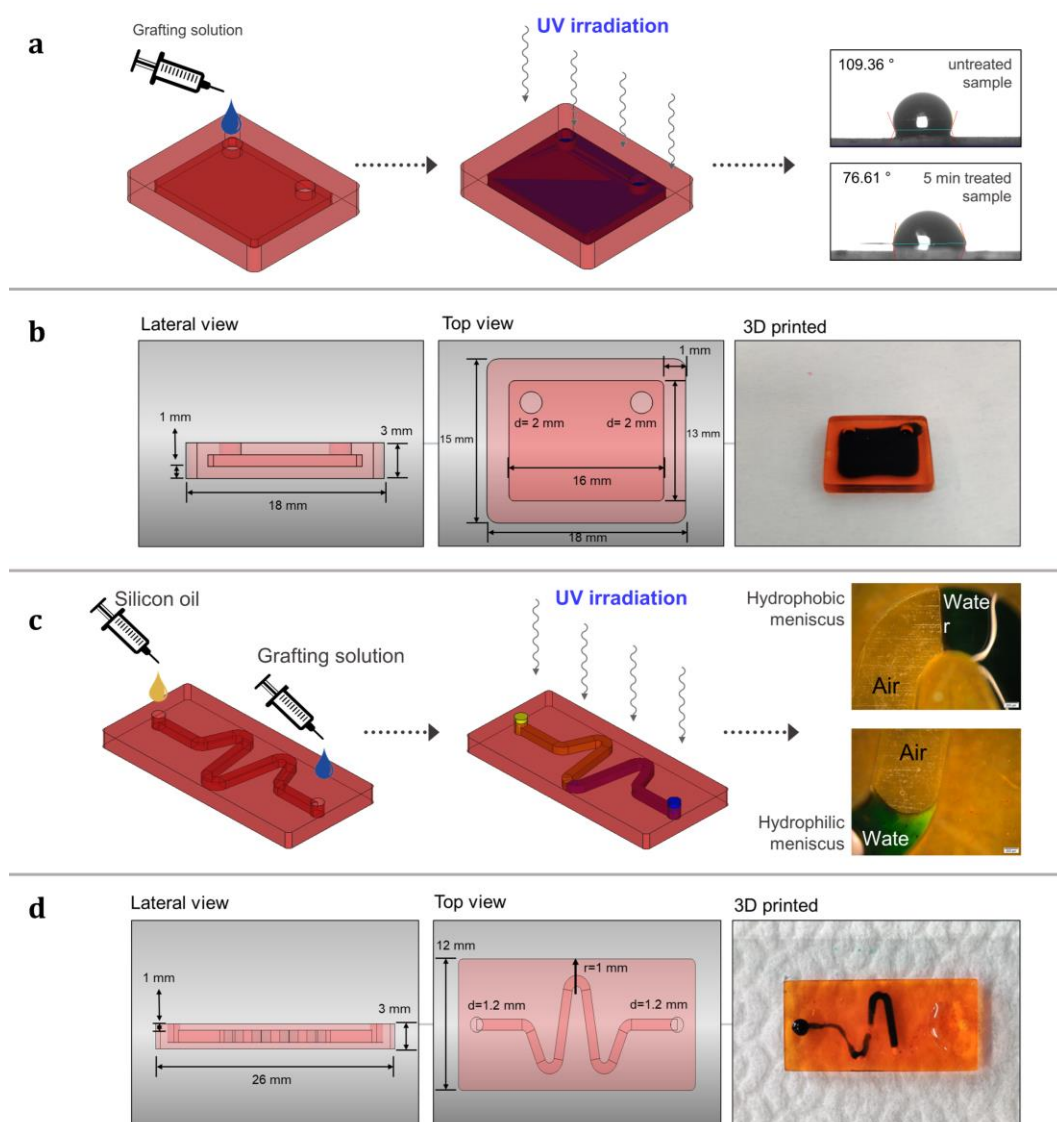 a
Grafting solution
UV irradiation
109.36 °
untreated
sample
76.61 °
5 min treated
sample
b
Lateral view
Top view
3D printed
1 mm
3 mm
18 mm
1 mm
d= 2 mm
d= 2 mm
15 mm
13 mm
16 mm
18 mm
c
Silicon oil
Grafting solution
UV irradiation
Hydrophobic
meniscus
Wate
r
Air
Air
Hydrophilic
meniscus
Wate
d
Lateral view
Top view
3D printed
1 mm
3 mm
26 mm
12 mm
r=1 mm
d=1.2 mm
d=1.2 mm